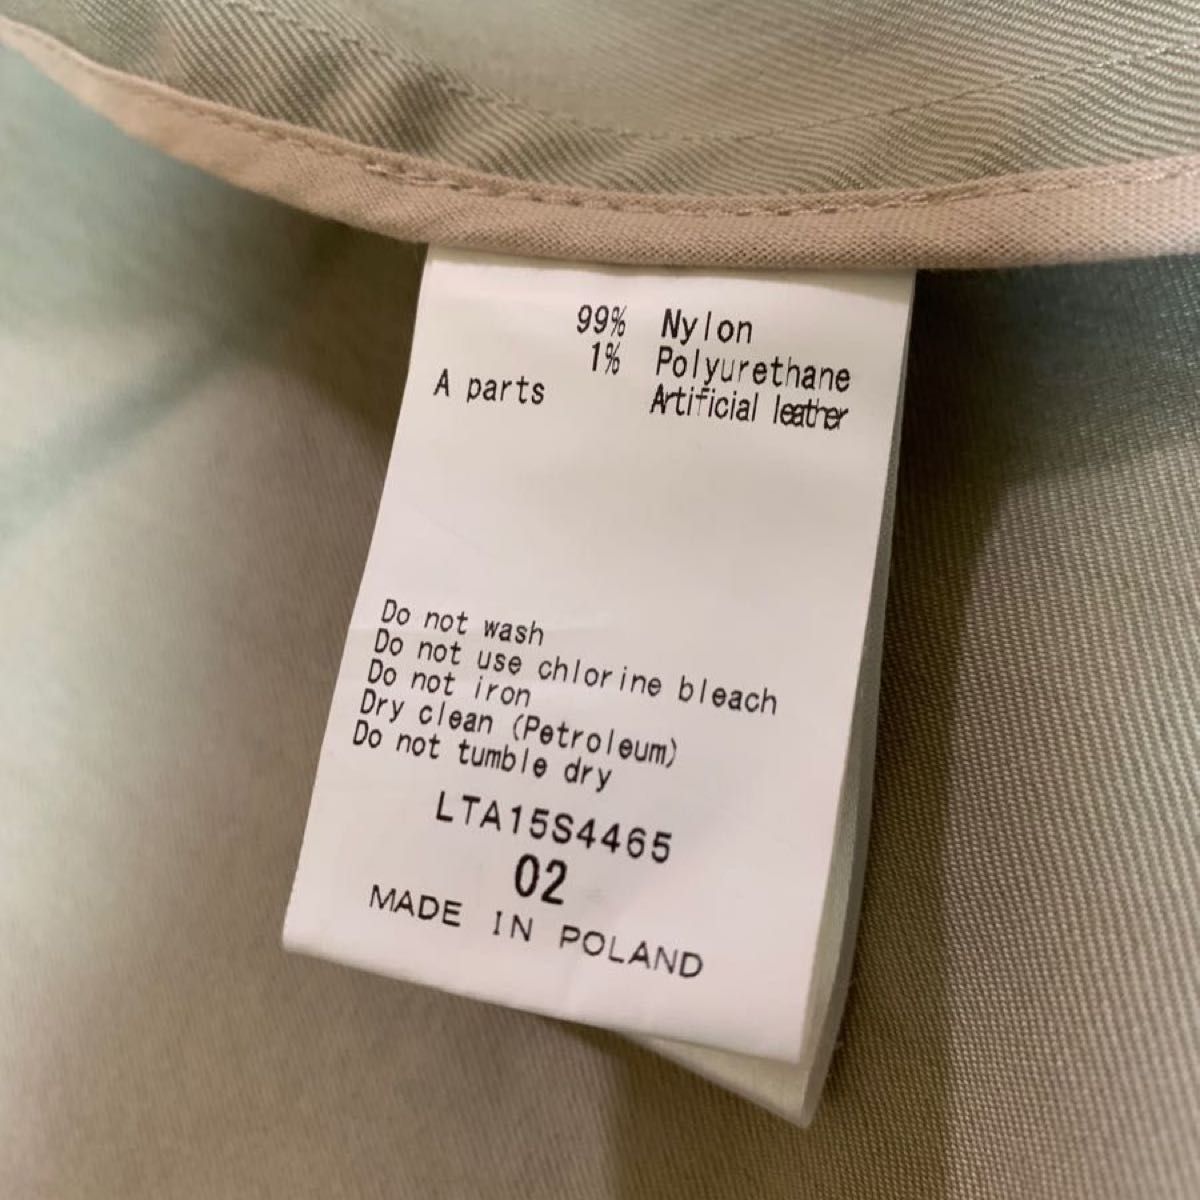 99% Nylon
1% Polyurethane
A parts Artificial leather
Do not wash
Do not use chlorine bleach
Do not iron
Dry clean (Petroleum)
Do not tumble dry
LTA15S4465
02
MADE IN POLAND